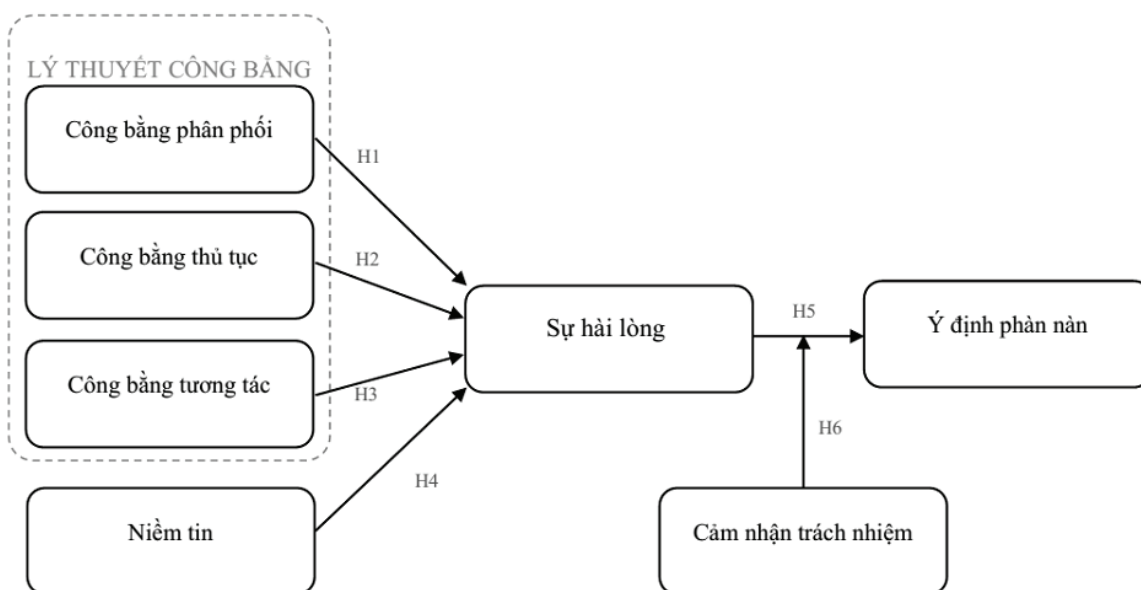 LÝ THUYẾT CÔNG BẰNG
Công bằng phân phối
H1
Công bằng thủ tục
H2
Sự hài lòng
H5
Ý định phàn nàn
Công bằng tương tác
H3
H6
H4
Niềm tin
Cảm nhận trách nhiệm